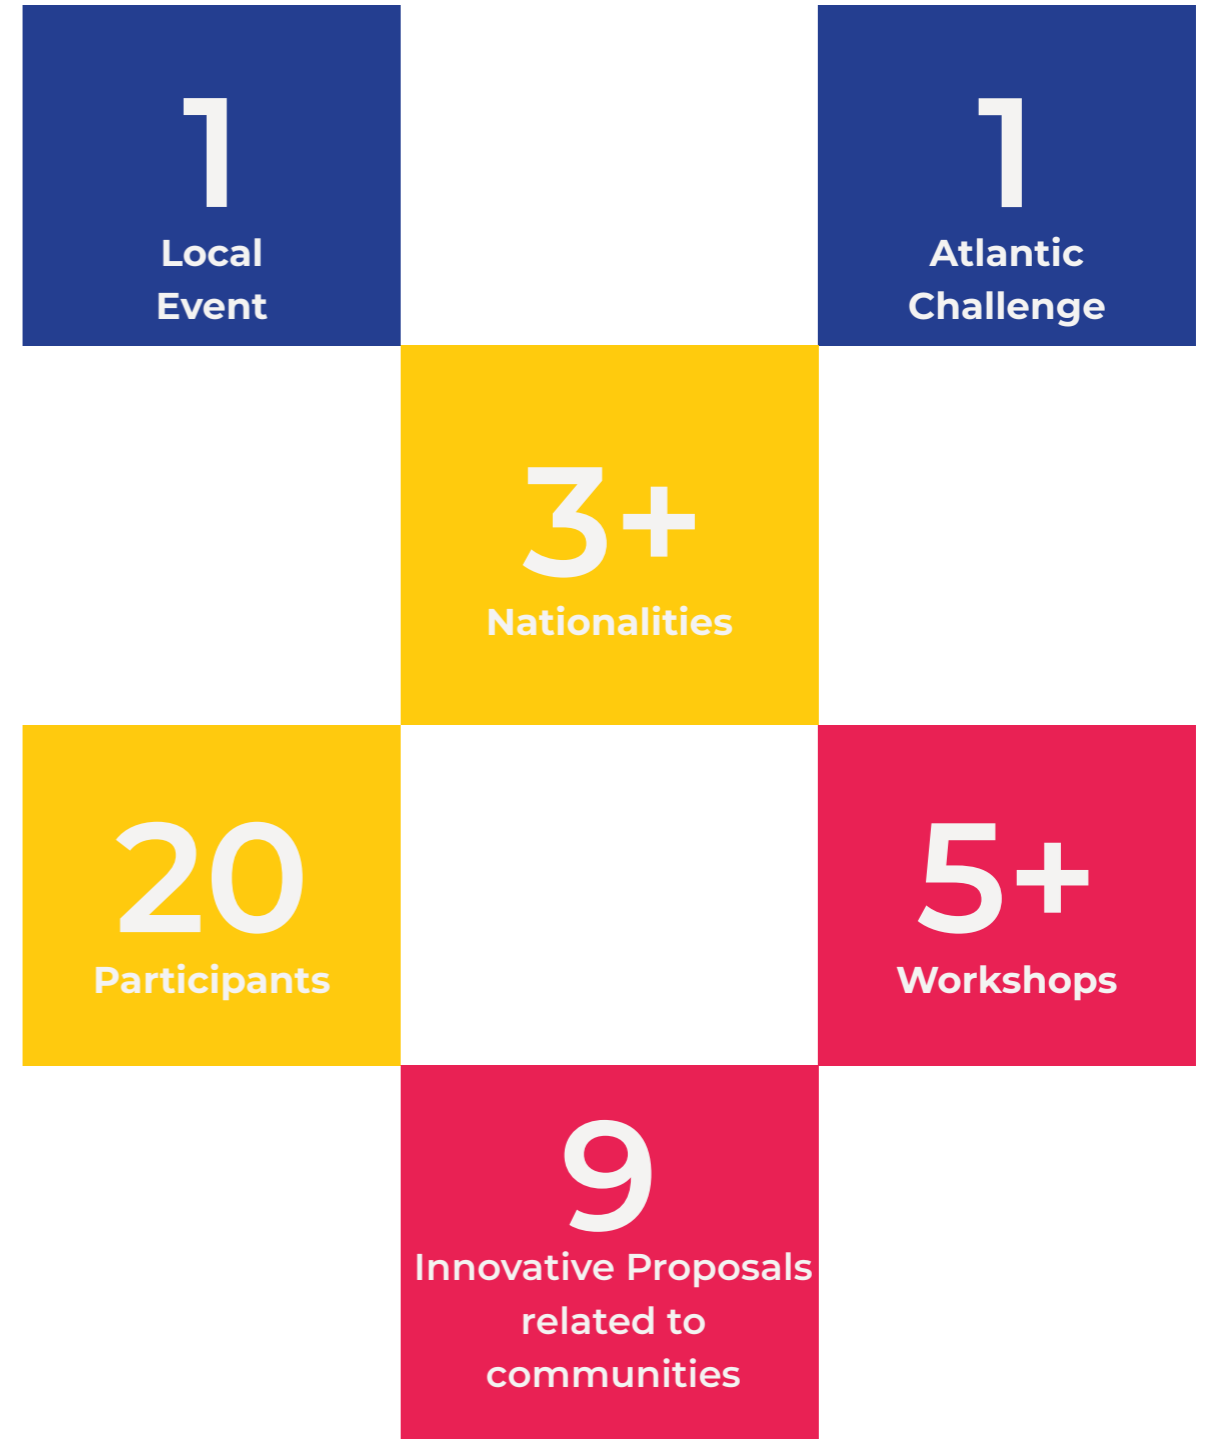 1
Local
Event
1
Atlantic
Challenge
3+
Nationalities
20
Participants
5+
Workshops
9
Innovative Proposals
related to
communities